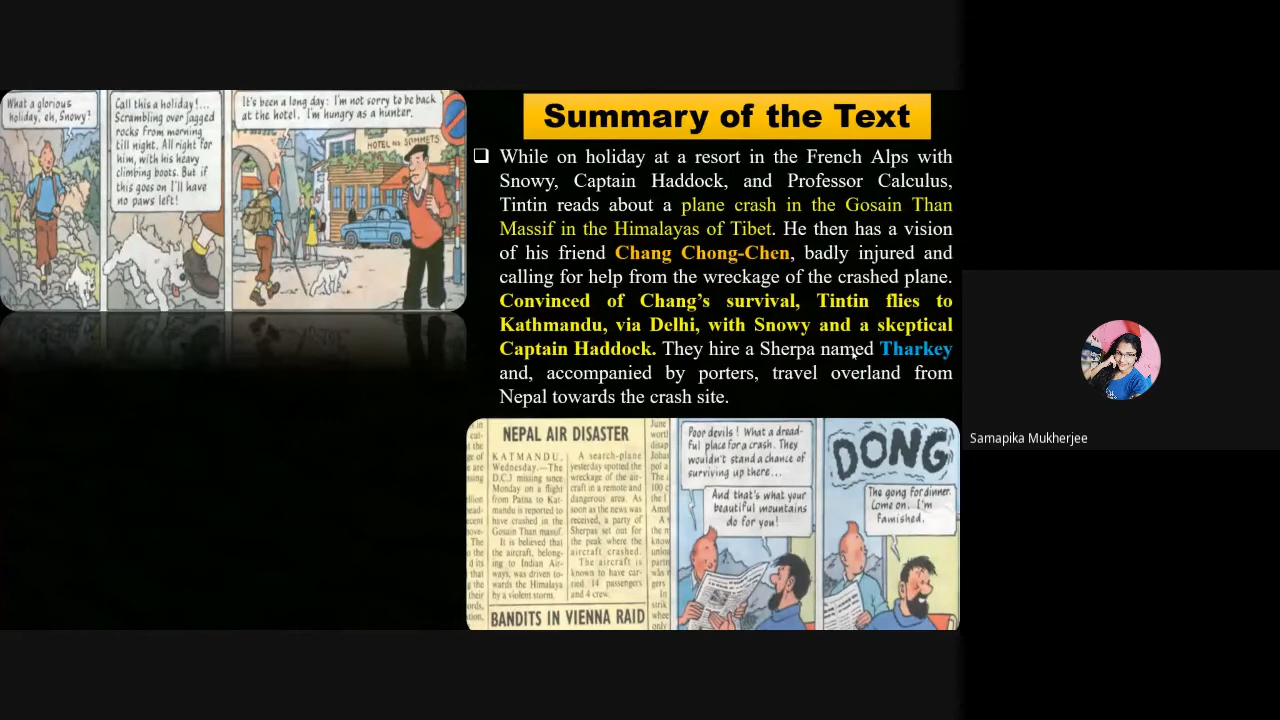 What a glorious
holiday, eh, Snowy?
Call this a holiday!...
Scrambling over jagged
rocks from morning
till night. All right for
him, with his heavy
climbing boots. But if
this goes on I'll have
no paws left!
It's been a long day: I'm not sorry to be back
at the hotel. I'm hungry as a hunter.
HOTEL DES SOMMETS
Summary of the Text
While on holiday at a resort in the French Alps with
Snowy, Captain Haddock, and Professor Calculus,
Tintin reads about a plane crash in the Gosain Than
Massif in the Himalayas of Tibet. He then has a vision
of his friend Chang Chong-Chen, badly injured and
calling for help from the wreckage of the crashed plane.
Convinced of Chang's survival, Tintin flies to
Kathmandu, via Delhi, with Snowy and a skeptical
Captain Haddock. They hire a Sherpa named Tharkey
and, accompanied by porters, travel overland from
Nepal towards the crash site.
NEPAL AIR DISASTER
KATMANDU,
Wednesday.—The
D.C.3 missing since
Monday on a flight
from Patna to Kat-
mandu is reported to
have crashed in the
Gosain Than massif.
It is believed that
the aircraft, belong-
ing to Indian Air-
ways, was driven to-
wards the Himalaya
by a violent storm.
A search-plane
yesterday spotted the
wreckage of the air-
craft in a remote and
dangerous area. As
soon as the news was
received, a party of
Sherpas set out for
the peak where the
aircraft crashed.
The aircraft is
known to have car-
ried 14 passengers
and 4 crew.
BANDITS IN VIENNA RAID
Poor devils! What a dread-
ful place for a crash. They
wouldn't stand a chance of
surviving up there...
And that's what your
beautiful mountains
do for you!
DONG
The gong for dinner.
Come on. I'm
famished.
Samapika Mukherjee